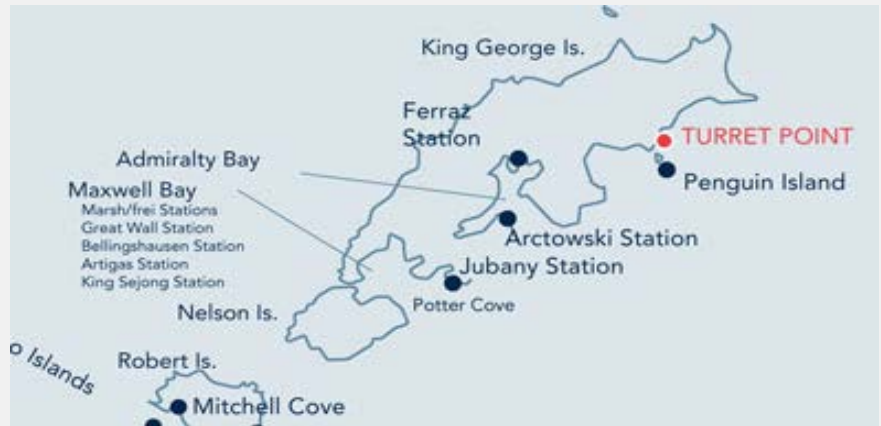 King George Is.
Ferraz
Station
TURRET POINT
Admiralty Bay
Penguin Island
Maxwell Bay
Marsh/frei Stations
Great Wall Station
Bellingshausen Station
Artigas Station
King Sejong Station
Arctowski Station
Jubany Station
Potter Cove
Nelson Is.
o Islands
Robert Is.
Mitchell Cove